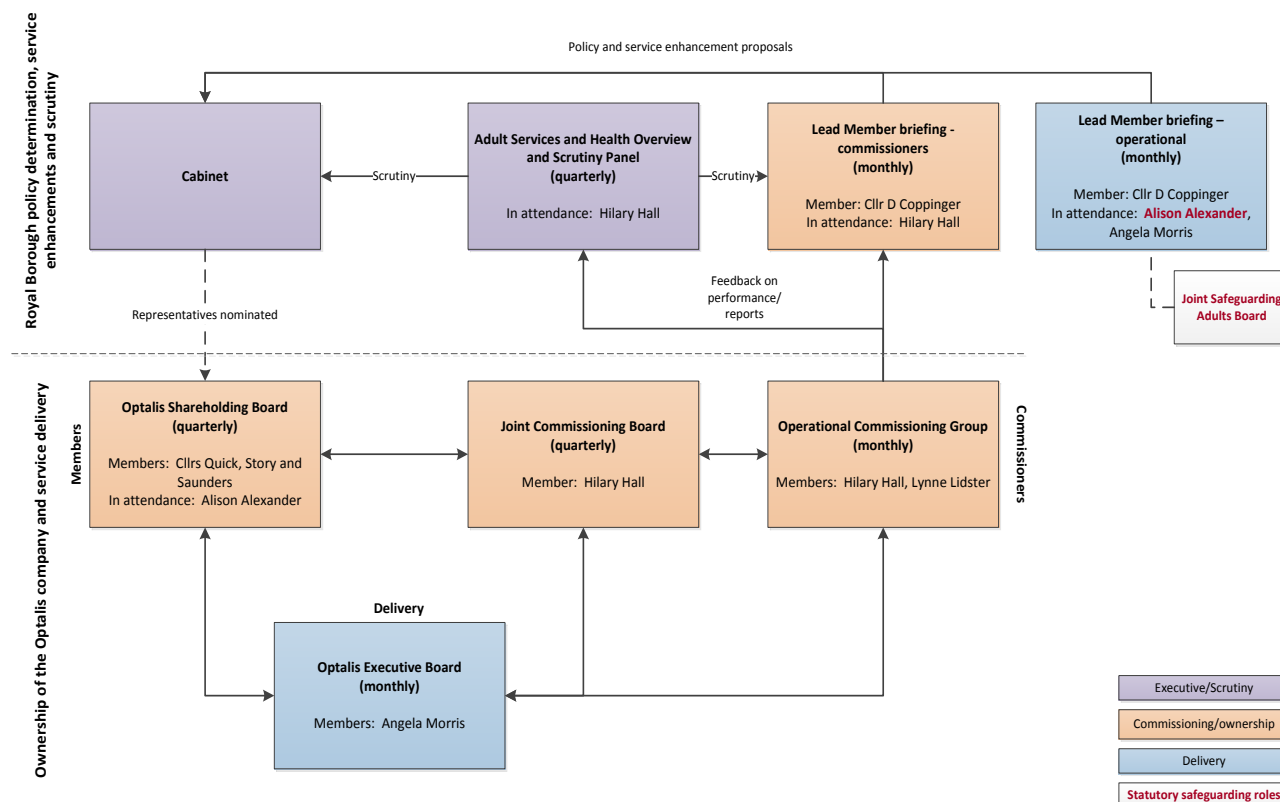 Royal Borough policy determination, service
enhancements and scrutiny
Policy and service enhancement proposals
Cabinet
Adult Services and Health Overview
and Scrutiny Panel
(quarterly)
In attendance: Hilary Hall
Lead Member briefing -
commissioners
(monthly)
Member: Cllr D Coppinger
In attendance: Hilary Hall
Lead Member briefing –
operational
(monthly)
Member: Cllr D Coppinger
In attendance: Alison Alexander,
Angela Morris
Scrutiny
Scrutiny
Joint Safeguarding
Adults Board
Feedback on
performance/
reports
Representatives nominated
Ownership of the Optalis company and service delivery
Members
Optalis Shareholding Board
(quarterly)
Members: Cllrs Quick, Story and
Saunders
In attendance: Alison Alexander
Joint Commissioning Board
(quarterly)
Member: Hilary Hall
Operational Commissioning Group
(monthly)
Members: Hilary Hall, Lynne Lidster
Commissioners
Delivery
Optalis Executive Board
(monthly)
Members: Angela Morris
Executive/Scrutiny
Commissioning/ownership
Delivery
Statutory safeguarding roles